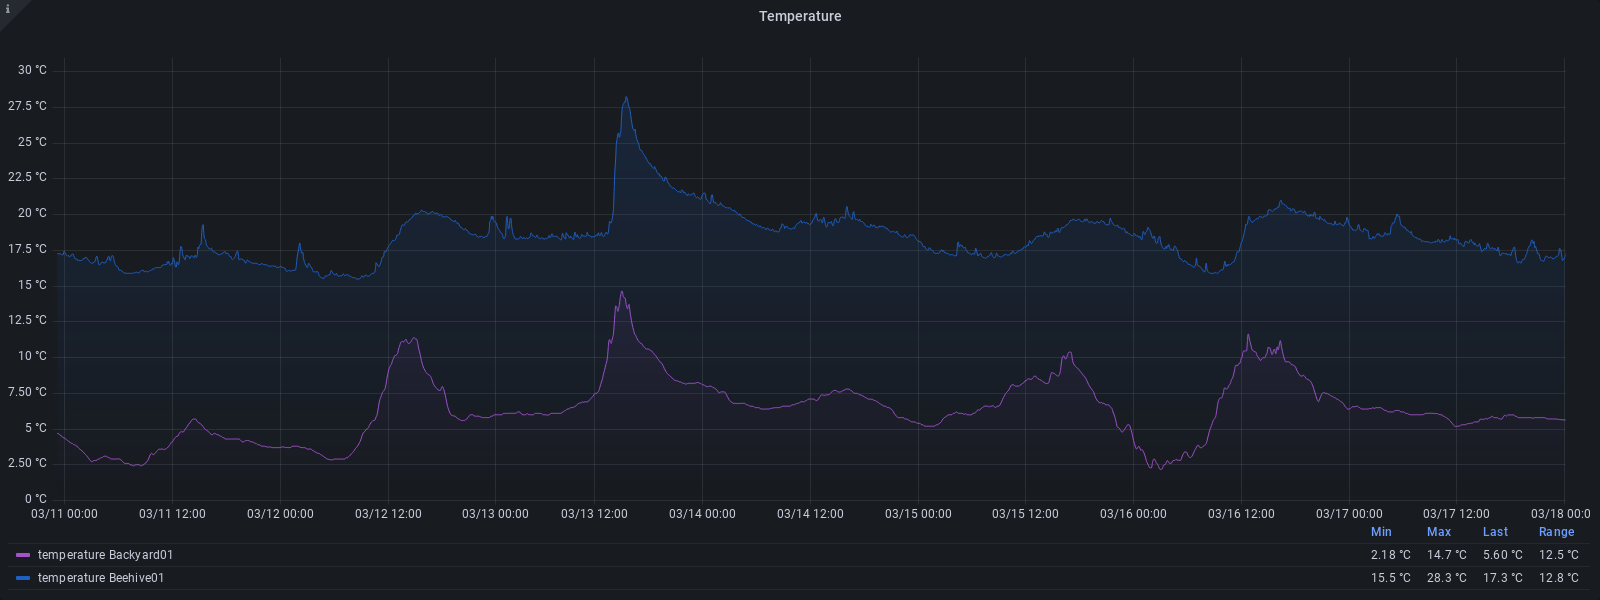 i
Temperature
30 °C
27.5 °C
25 °C
22.5 °C
20 °C
17.5 °C
15 °C
12.5 °C
10 °C
7.50 °C
5 °C
2.50 °C
0 °C
03/11 00:00 03/11 12:00 03/12 00:00 03/12 12:00 03/13 00:00 03/13 12:00 03/14 00:00 03/14 12:00 03/15 00:00 03/15 12:00 03/16 00:00 03/16 12:00 03/17 00:00 03/17 12:00 03/18 00:0
Min Max Last Range
temperature Backyard01 2.18 °C 14.7 °C 5.60 °C 12.5 °C
temperature Beehive01 15.5 °C 28.3 °C 17.3 °C 12.8 °C